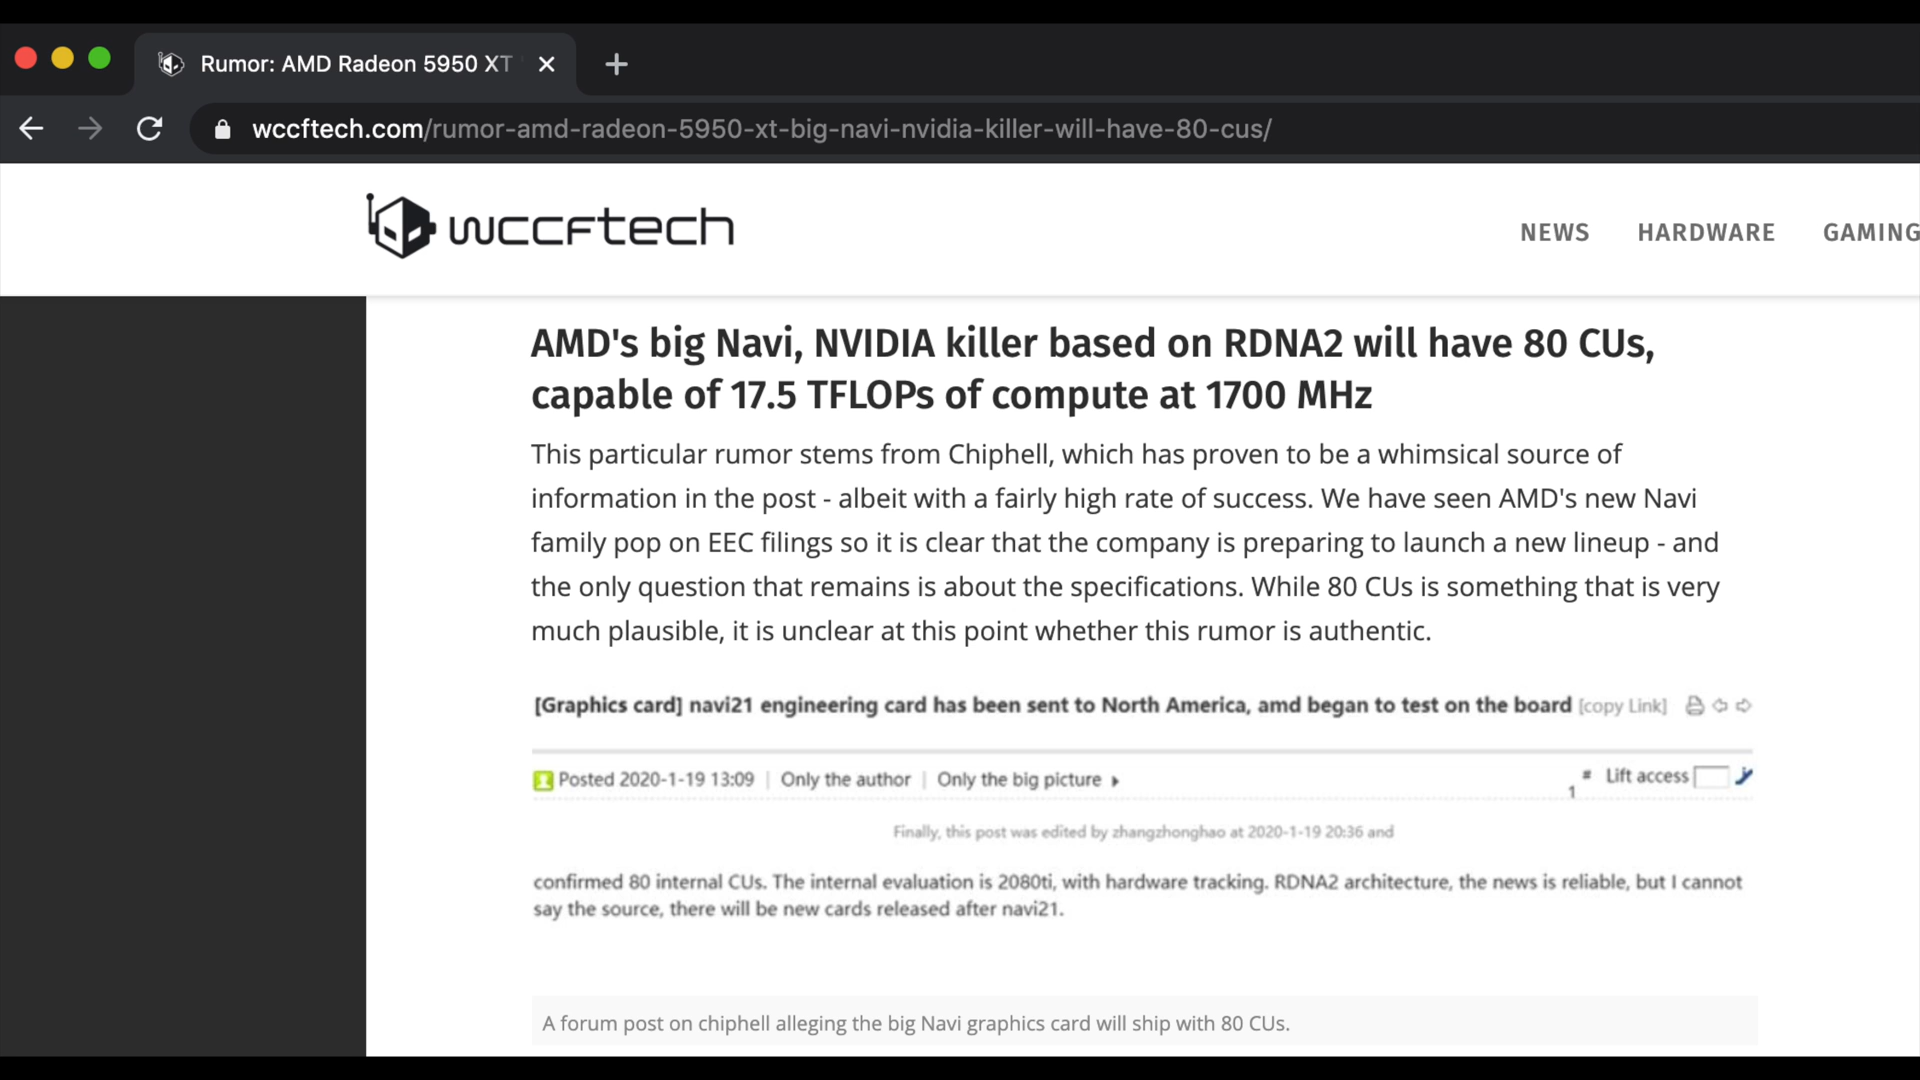 Rumor: AMD Radeon 5950 XT
wccftech.com/rumor-amd-radeon-5950-xt-big-navi-nvidia-killer-will-have-80-cus/
wccftech
NEWS HARDWARE GAMING
AMD's big Navi, NVIDIA killer based on RDNA2 will have 80 CUs,
capable of 17.5 TFLOPs of compute at 1700 MHz
This particular rumor stems from Chiphell, which has proven to be a whimsical source of
information in the post - albeit with a fairly high rate of success. We have seen AMD's new Navi
family pop on EEC filings so it is clear that the company is preparing to launch a new lineup - and
the only question that remains is about the specifications. While 80 CUs is something that is very
much plausible, it is unclear at this point whether this rumor is authentic.
[Graphics card] navi21 engineering card has been sent to North America, amd began to test on the board [copy Link]
Posted 2020-1-19 13:09 | Only the author | Only the big picture
1 # Lift access
Finally, this post was edited by zhangzhonghao at 2020-1-19 20:36 and
confirmed 80 internal CUs. The internal evaluation is 2080ti, with hardware tracking. RDNA2 architecture, the news is reliable, but I cannot
say the source, there will be new cards released after navi21.
A forum post on chiphell alleging the big Navi graphics card will ship with 80 CUs.